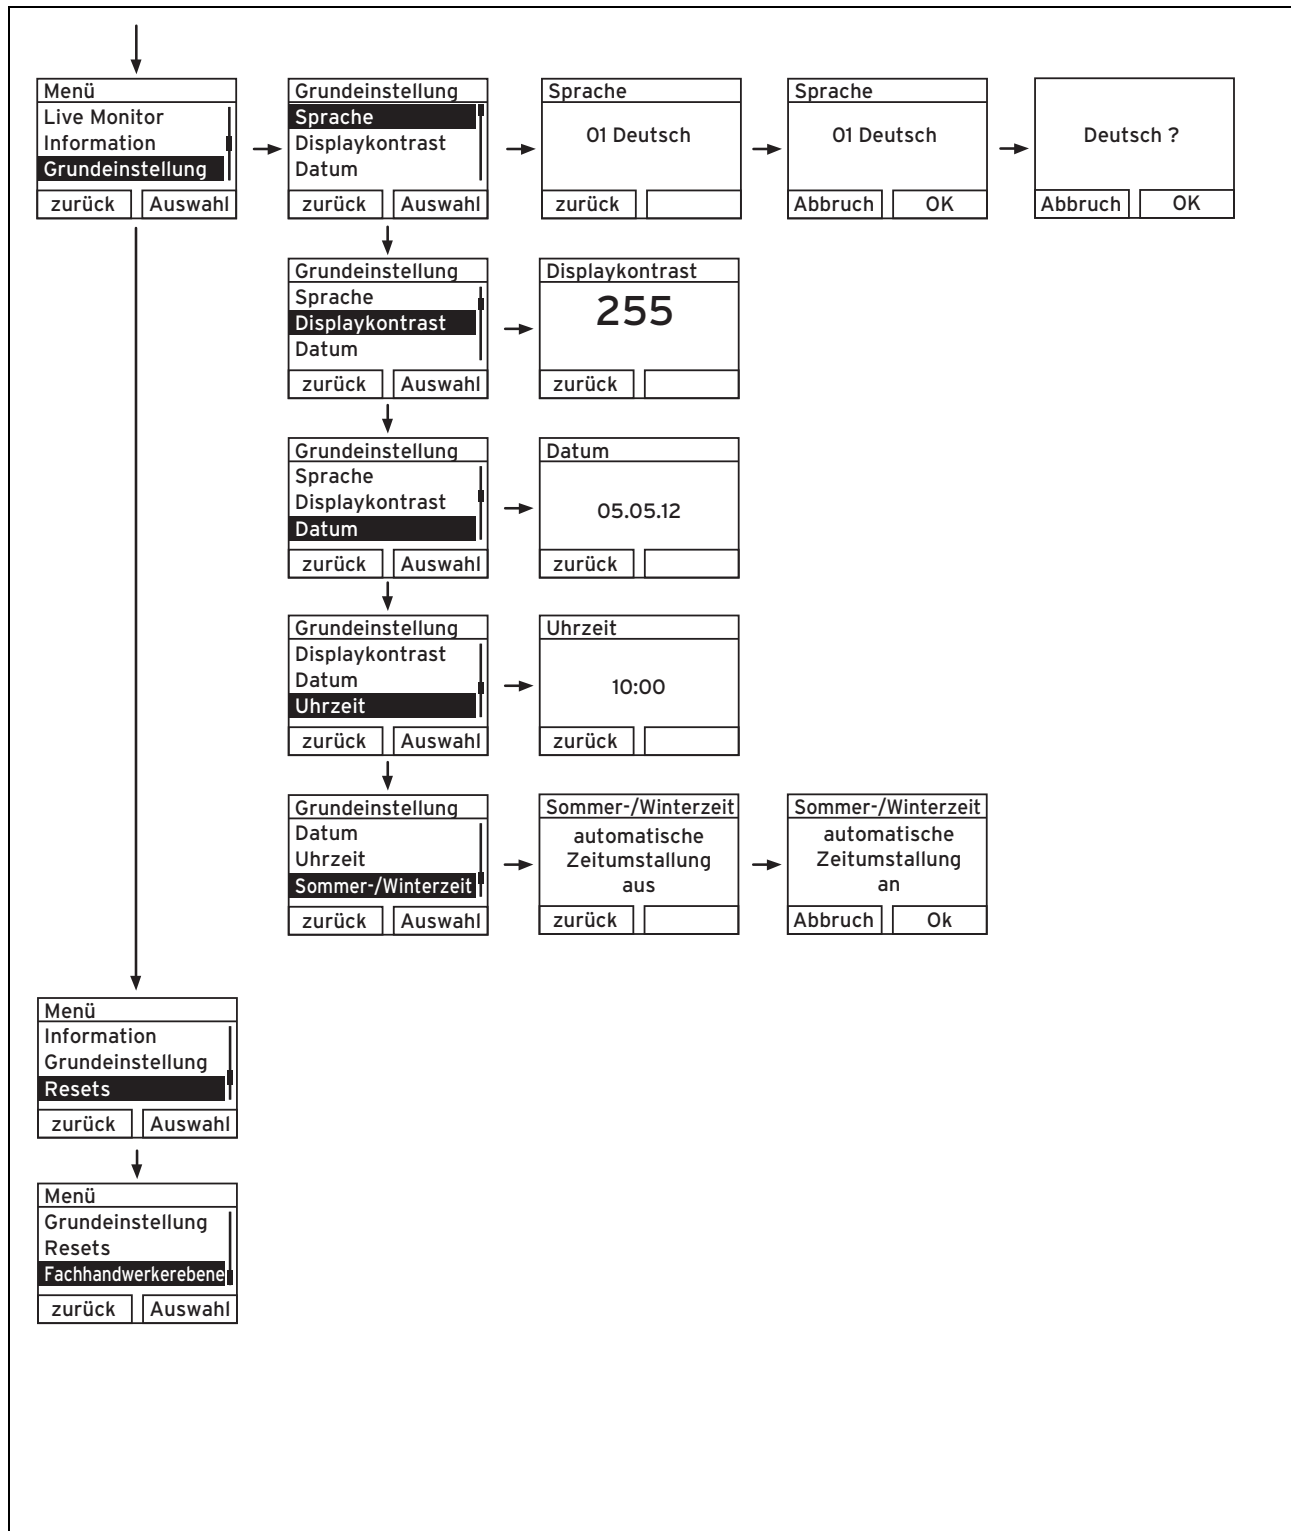 Menü
Live Monitor
Information
Grundeinstellung
zurück Auswahl
Grundeinstellung
Sprache
Displaykontrast
Datum
zurück Auswahl
Sprache
01 Deutsch
zurück
Sprache
01 Deutsch
Abbruch OK
Deutsch ?
Abbruch OK
Grundeinstellung
Sprache
Displaykontrast
Datum
zurück Auswahl
Displaykontrast
255
zurück
Grundeinstellung
Sprache
Displaykontrast
Datum
zurück Auswahl
Datum
05.05.12
zurück
Grundeinstellung
Displaykontrast
Datum
Uhrzeit
zurück Auswahl
Uhrzeit
10:00
zurück
Grundeinstellung
Datum
Uhrzeit
Sommer-/Winterzeit
zurück Auswahl
Sommer-/Winterzeit
automatische
Zeitumstallung
aus
zurück
Sommer-/Winterzeit
automatische
Zeitumstallung
an
Abbruch Ok
Menü
Information
Grundeinstellung
Resets
zurück Auswahl
Menü
Grundeinstellung
Resets
Fachhandwerkerebene
zurück Auswahl